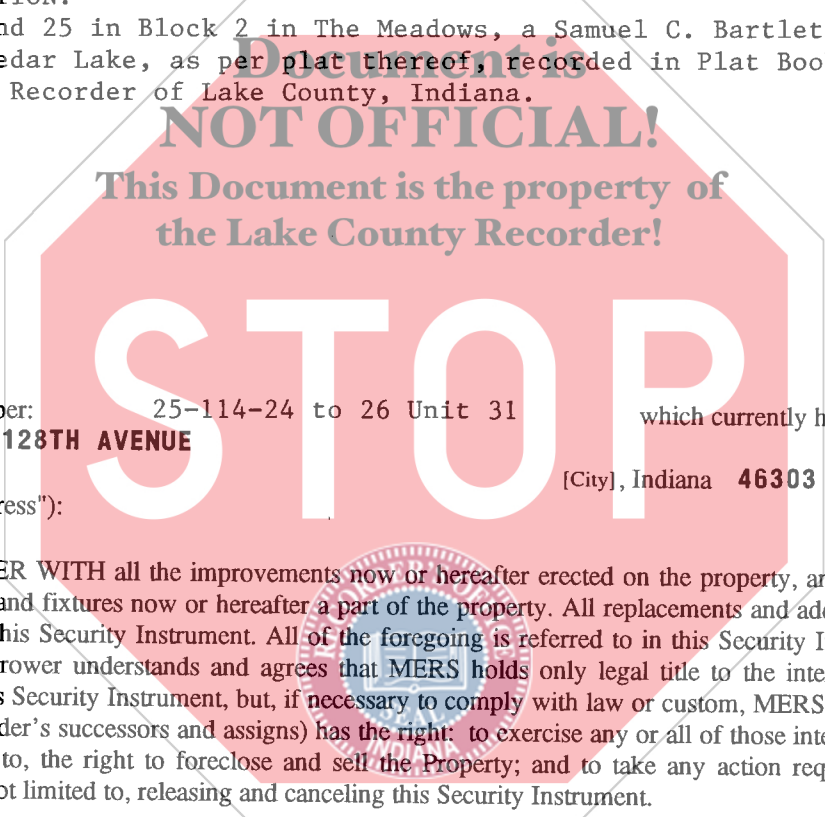 TION:
nd 25 in Block 2 in The Meadows, a Samuel C. Bartlet
edar Lake, as per plat thereof, recorded in Plat Boo
Recorder of Lake County, Indiana.
Document is
NOT OFFICIAL!
This Document is the property of
the Lake County Recorder!
STOP
ber: 25-114-24 to 26 Unit 31 which currently h
128TH AVENUE
[City], Indiana 46303
ress"):
ER WITH all the improvements now or hereafter erected on the property, an
and fixtures now or hereafter a part of the property. All replacements and add
his Security Instrument. All of the foregoing is referred to in this Security I
rower understands and agrees that MERS holds only legal title to the inte
s Security Instrument, but, if necessary to comply with law or custom, MERS
der's successors and assigns) has the right: to exercise any or all of those inte
to, the right to foreclose and sell the Property; and to take any action req
ot limited to, releasing and canceling this Security Instrument.
SEAL
INDIANA